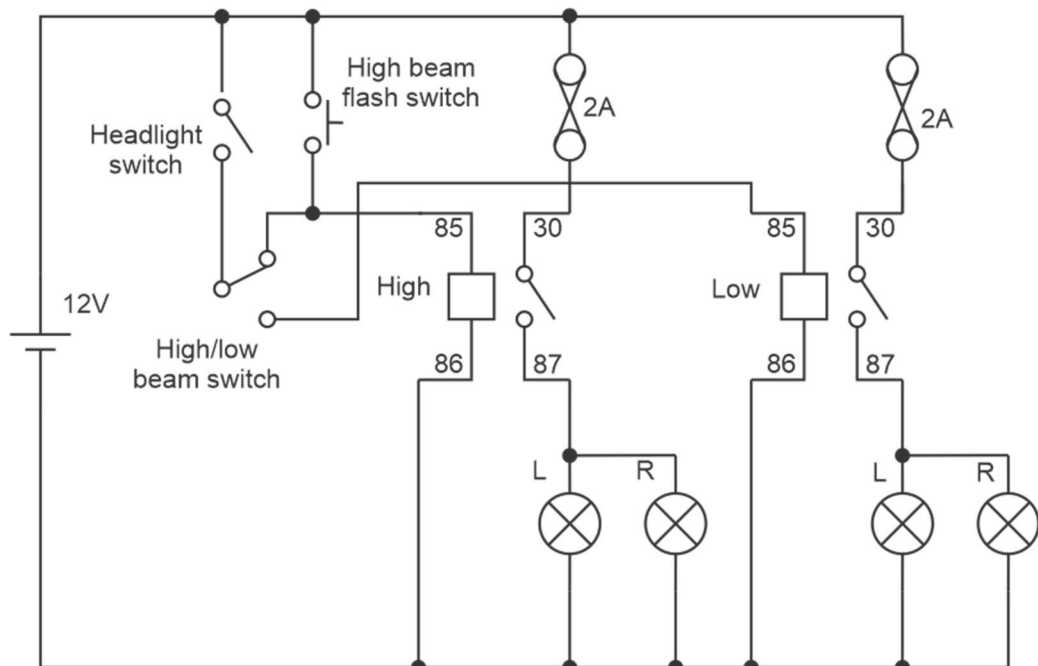 High beam
flash switch
2A
2A
Headlight
switch
85
30
85
30
12V
High
Low
High/low
beam switch
86
87
86
87
L
R
L
R